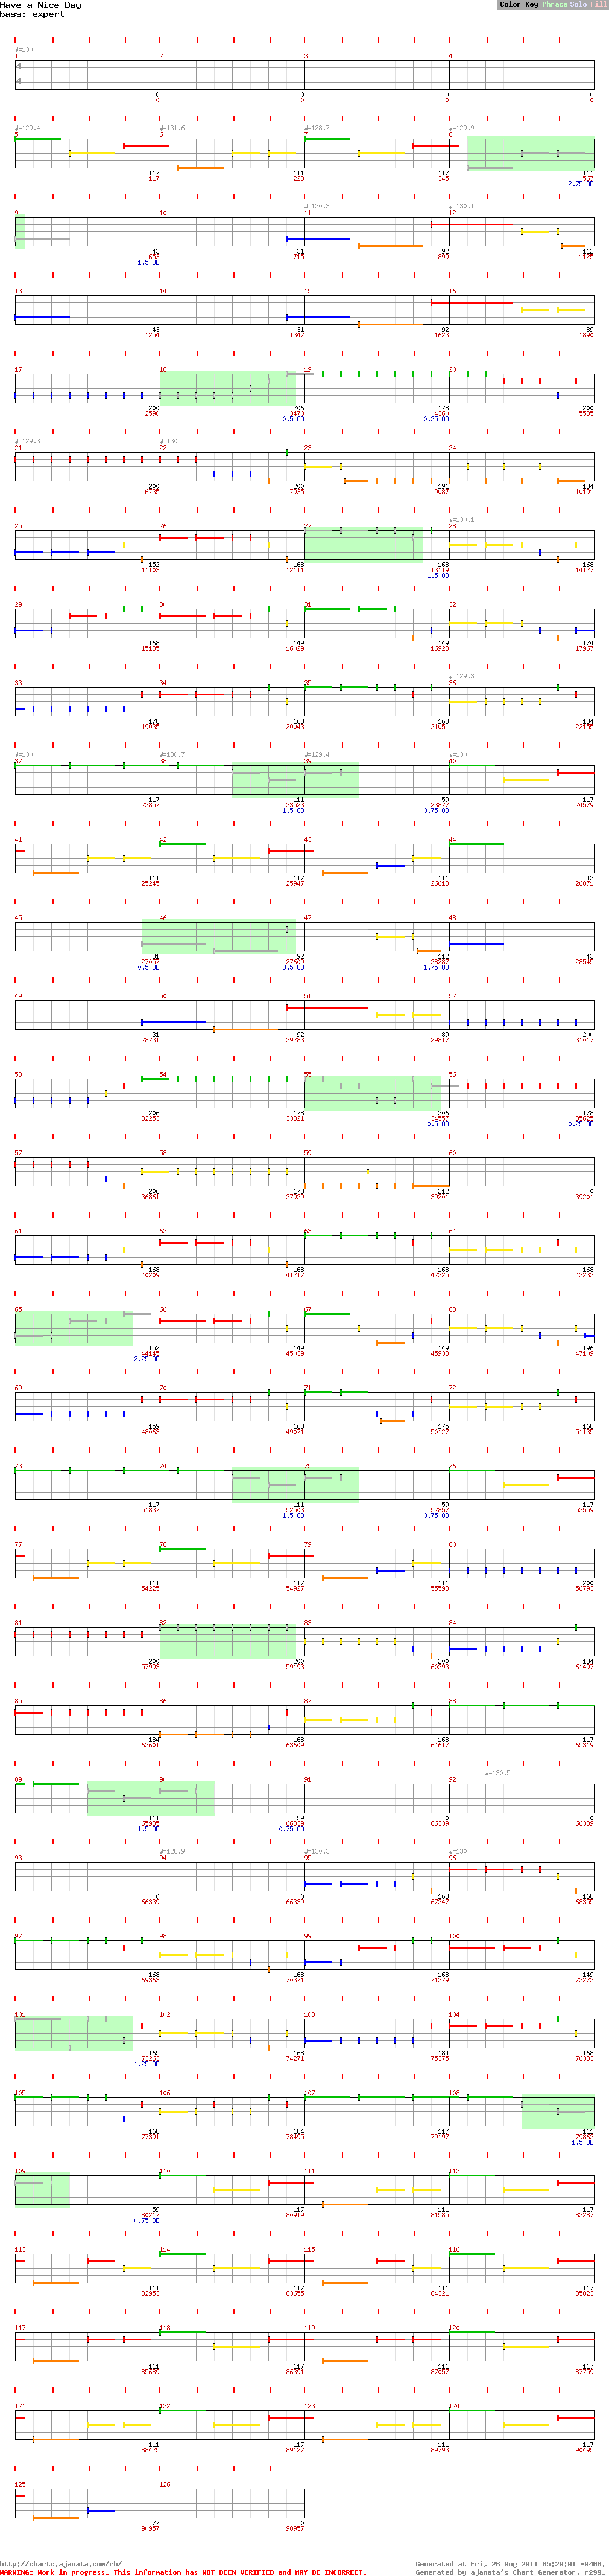 Have a Nice Day
bass: expert
Color Key Phrase Solo Fill
♩=130
1 2 3 4
4
4
0 0 0 0
0 0 0 0
♩=129.4 ♩=131.6 ♩=128.7 ♩=129.9
5 6 7 8
117 111 117 111
117 228 345 567
2.75 OD
♩=130.3 ♩=130.1
9 10 11 12
43 31 92 112
653 715 899 1125
1.5 OD
13 14 15 16
43 31 92 89
1254 1347 1623 1890
17 18 19 20
200 206 178 200
2590 3470 4360 5535
0.5 OD 0.25 OD
♩=129.3 ♩=130
21 22 23 24
200 200 191 184
6735 7935 9087 10191
♩=130.1
25 26 27 28
152 168 168 168
11103 12111 13119 14127
1.5 OD
29 30 31 32
168 149 149 174
15135 16029 16923 17967
♩=129.3
33 34 35 36
178 168 168 184
19035 20043 21051 22155
♩=130 ♩=130.7 ♩=129.4 ♩=130
37 38 39 40
117 111 59 117
22857 23523 23877 24579
1.5 OD 0.75 OD
41 42 43 44
111 117 111 43
25245 25947 26613 26871
45 46 47 48
31 92 112 43
27057 27609 28287 28545
0.5 OD 3.5 OD 1.75 OD
49 50 51 52
31 92 89 200
28731 29283 29817 31017
53 54 55 56
206 178 206 178
32253 33321 34557 35625
0.5 OD 0.25 OD
57 58 59 60
206 178 212 0
36861 37929 39201 39201
61 62 63 64
168 168 168 168
40209 41217 42225 43233
65 66 67 68
152 149 149 196
44145 45039 45933 47109
2.25 OD
69 70 71 72
159 168 175 168
48063 49071 50127 51135
73 74 75 76
117 111 59 117
51837 52503 52857 53559
1.5 OD 0.75 OD
77 78 79 80
111 117 111 200
54225 54927 55593 56793
81 82 83 84
200 200 200 184
57993 59193 60393 61497
85 86 87 88
184 168 168 117
62601 63609 64617 65319
♩=130.5
89 90 91 92
111 59 0 0
65985 66339 66339 66339
1.5 OD 0.75 OD
♩=128.9 ♩=130.3 ♩=130
93 94 95 96
0 0 168 168
66339 66339 67347 68355
97 98 99 100
168 168 168 149
69363 70371 71379 72273
101 102 103 104
165 168 184 168
73263 74271 75375 76383
1.25 OD
105 106 107 108
168 184 117 111
77391 78495 79197 79863
1.5 OD
109 110 111 112
59 117 111 117
80217 80919 81585 82287
0.75 OD
113 114 115 116
111 117 111 117
82953 83655 84321 85023
117 118 119 120
111 117 111 117
85689 86391 87057 87759
121 122 123 124
111 117 111 117
88425 89127 89793 90495
125 126
77 0
90957 90957
http://charts.ajanata.com/rb/
WARNING: Work in progress. This information has NOT BEEN VERIFIED and MAY BE INCORRECT.
Generated at Fri, 26 Aug 2011 05:29:01 -0400.
Generated by ajanata's Chart Generator, r299.